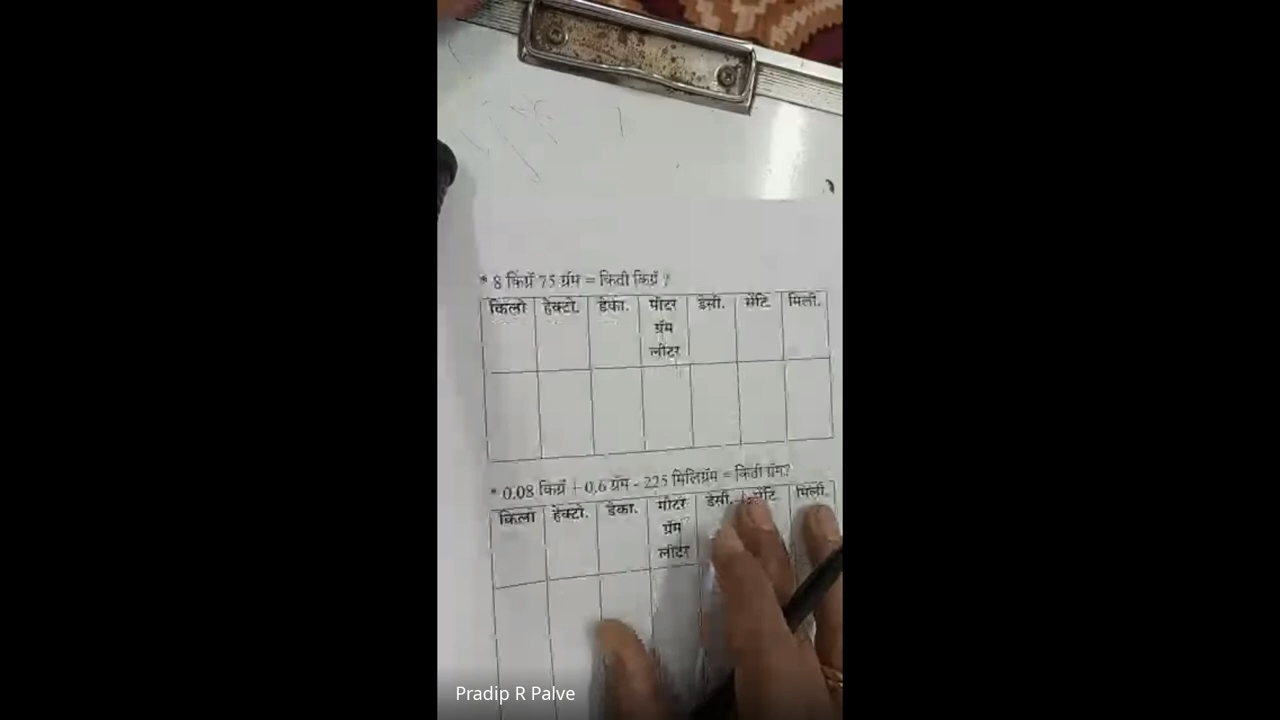 * 8 किग्रॅ 75 ग्रॅम = किती किग्रॅ ?
किलो हेक्टो. डेका. मीटर डेसी. सेंटि मिली.
ग्रॅम
लीटर
* 0.08 किग्रॅ + 0.6 ग्रॅम - 225 मिलिग्रॅम = किती ग्रॅम?
किलो हेक्टो. डेका. मीटर डेसी. सेंटि मिली.
ग्रॅम
लीटर
Pradip R Palve